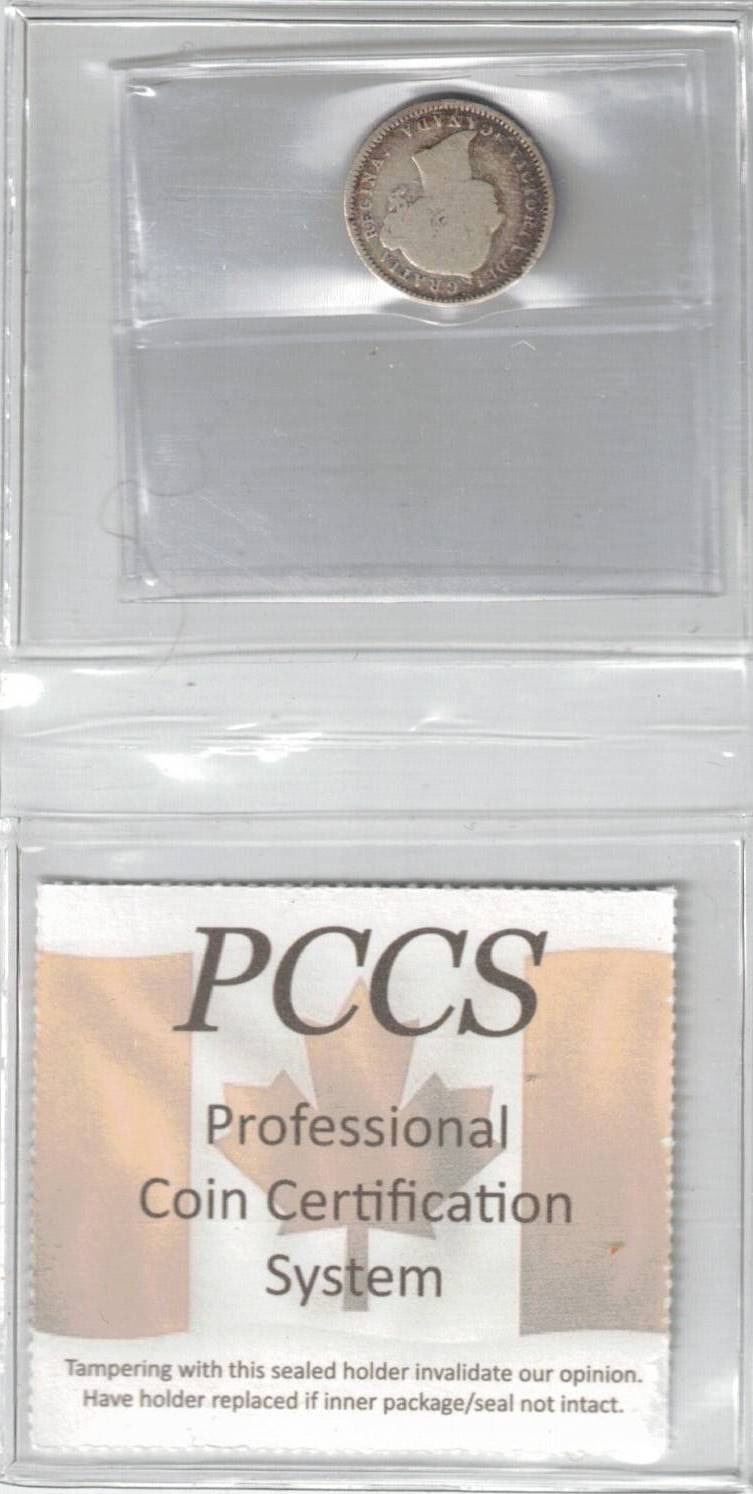 VICTORIA DEI GRATIA REGINA. CANADA
PCCS
Professional
Coin Certification
System
Tampering with this sealed holder invalidate our opinion.
Have holder replaced if inner package/seal not intact.